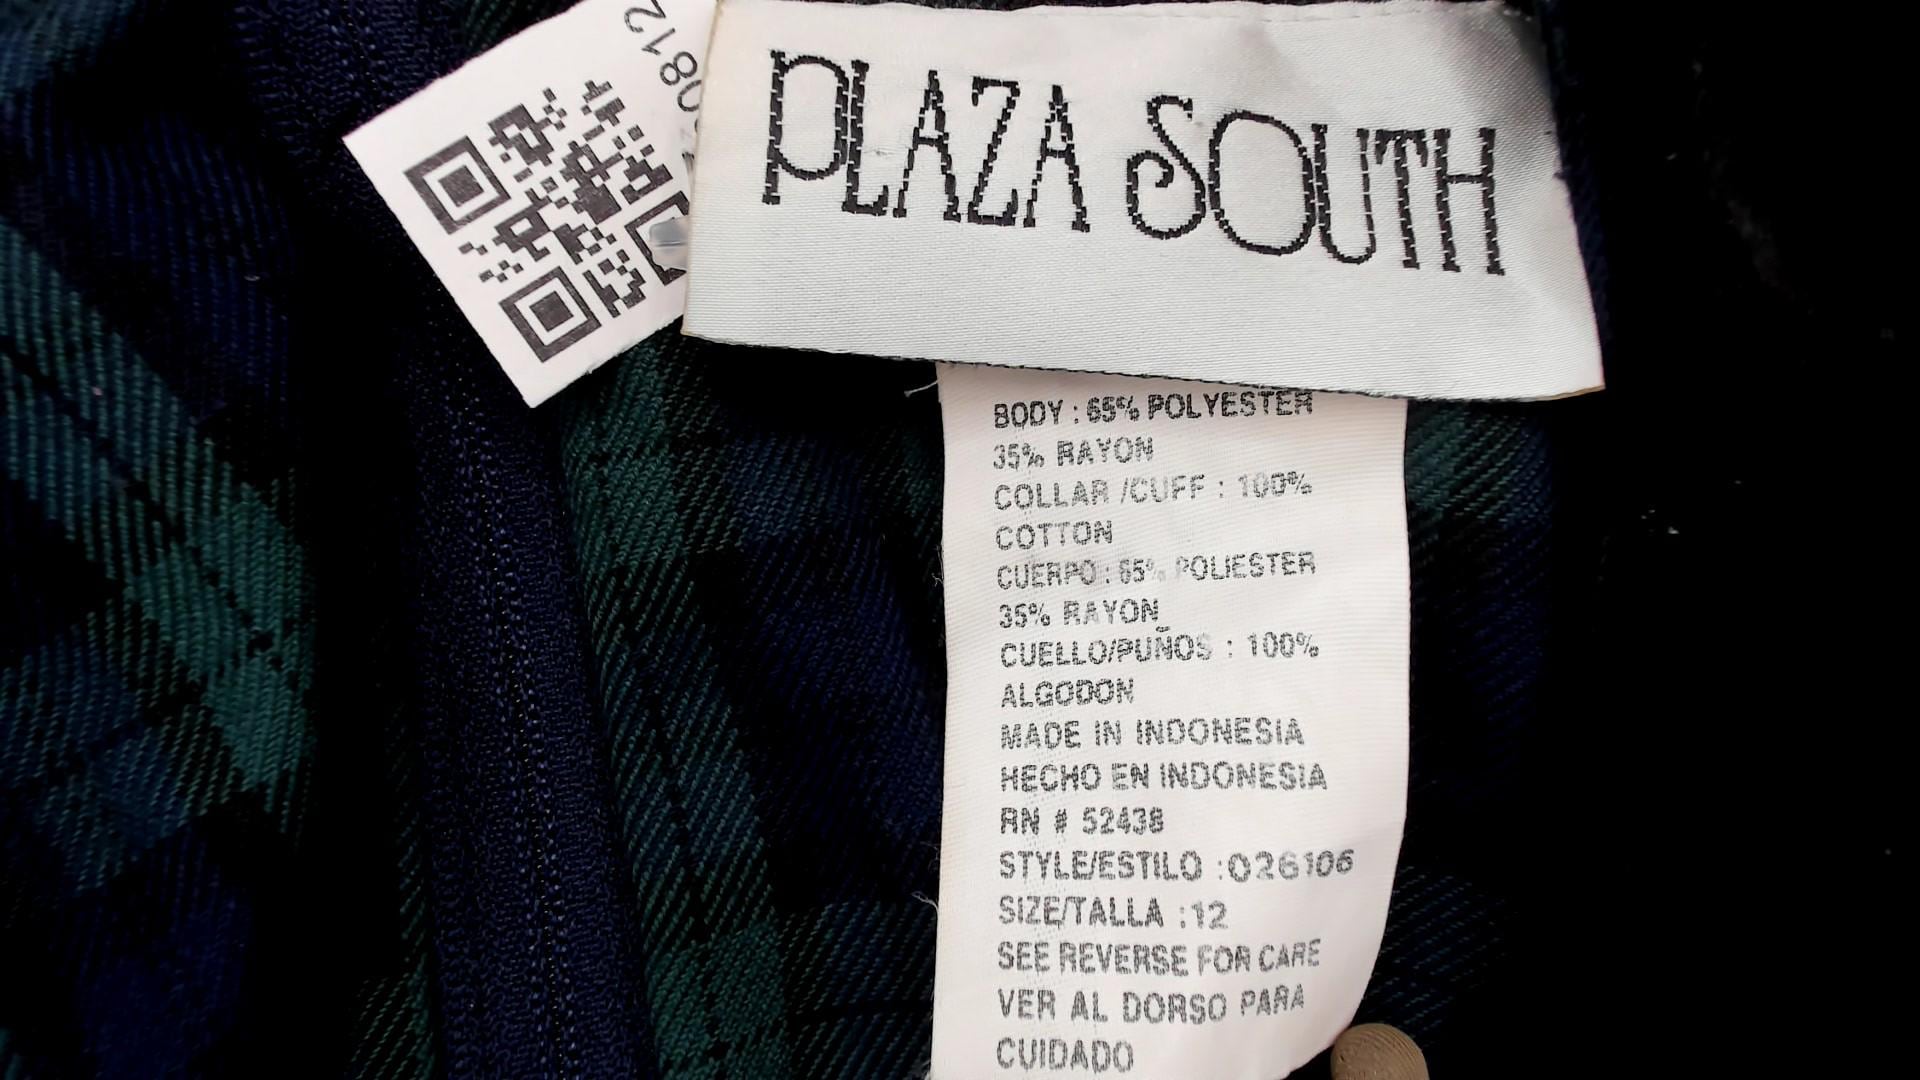 0812
PLAZA SOUTH
BODY : 65% POLYESTER
35% RAYON
COLLAR /CUFF : 100%
COTTON
CUERPO : 65% POLIESTER
35% RAYON
CUELLO/PUÑOS : 100%
ALGODON
MADE IN INDONESIA
HECHO EN INDONESIA
RN # 52438
STYLE/ESTILO :026106
SIZE/TALLA :12
SEE REVERSE FOR CARE
VER AL DORSO PARA
CUIDADO